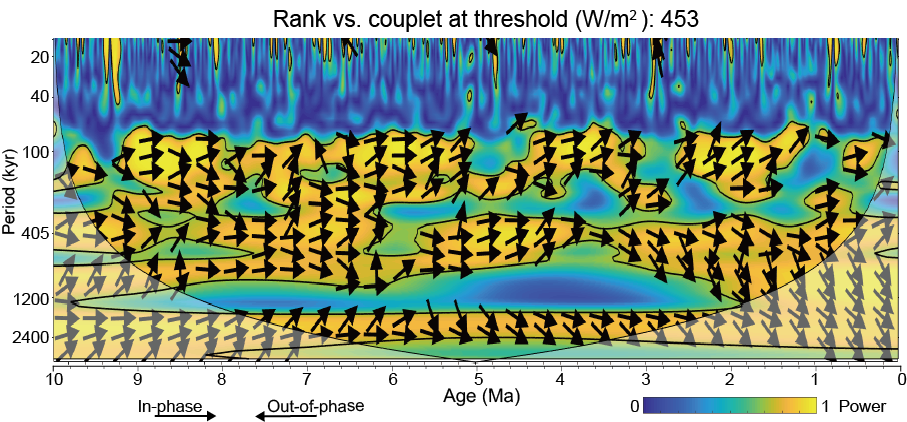 Rank vs. couplet at threshold (W/m²): 453
20
40
100
405
1200
2400
Period (kyr)
10 9 8 7 6 5 4 3 2 1 0
Age (Ma)
In-phase Out-of-phase
0 1 Power